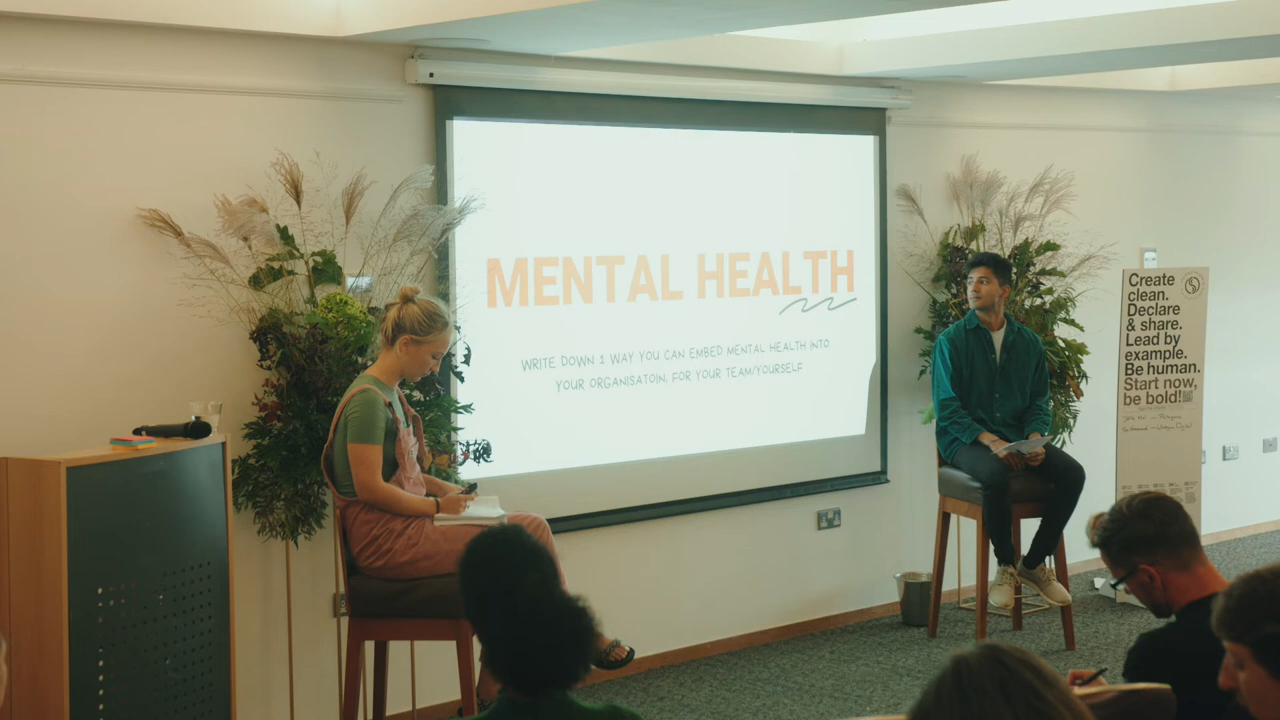 MENTAL HEALTH
WRITE DOWN 1 WAY YOU CAN EMBED MENTAL HEALTH INTO
YOUR ORGANISATOIN, FOR YOUR TEAM/YOURSELF
Create
clean.
Declare
& share.
Lead by
example.
Be human.
Start now,
be bold!